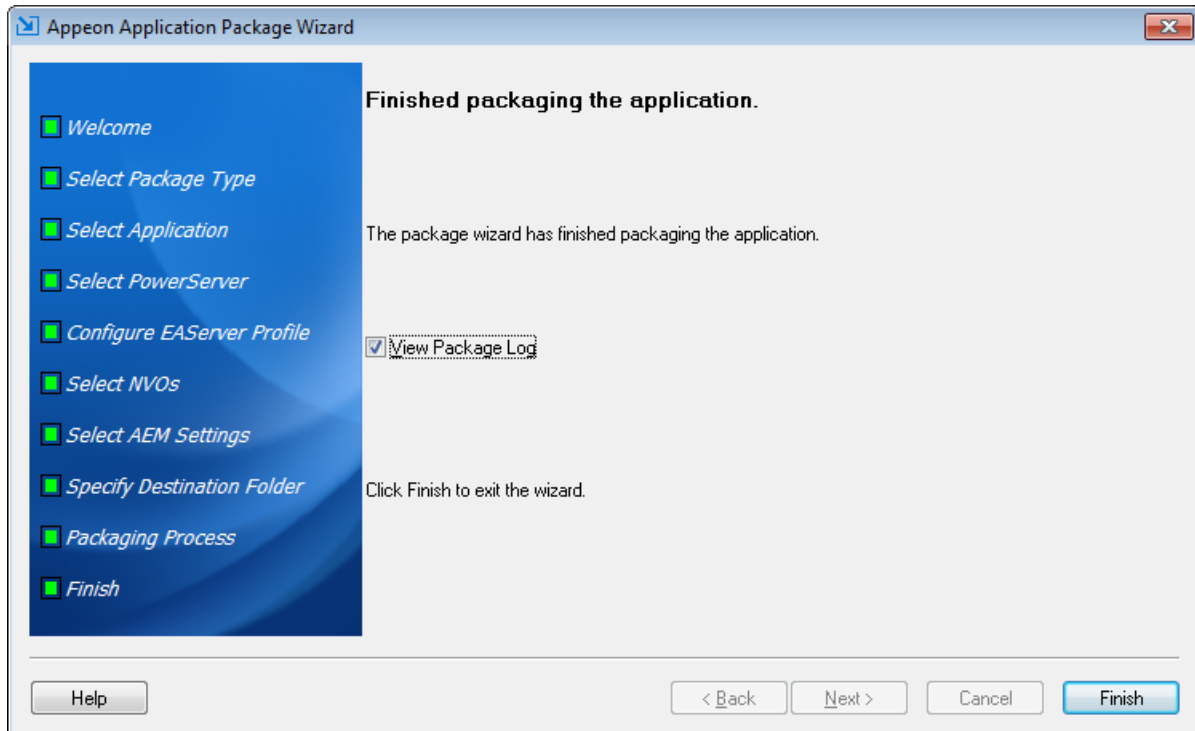 Appeon Application Package Wizard
Welcome
Select Package Type
Select Application
Select PowerServer
Configure EAServer Profile
Select NVOs
Select AEM Settings
Specify Destination Folder
Packaging Process
Finish
Finished packaging the application.
The package wizard has finished packaging the application.
View Package Log
Click Finish to exit the wizard.
Help
< Back
Next >
Cancel
Finish